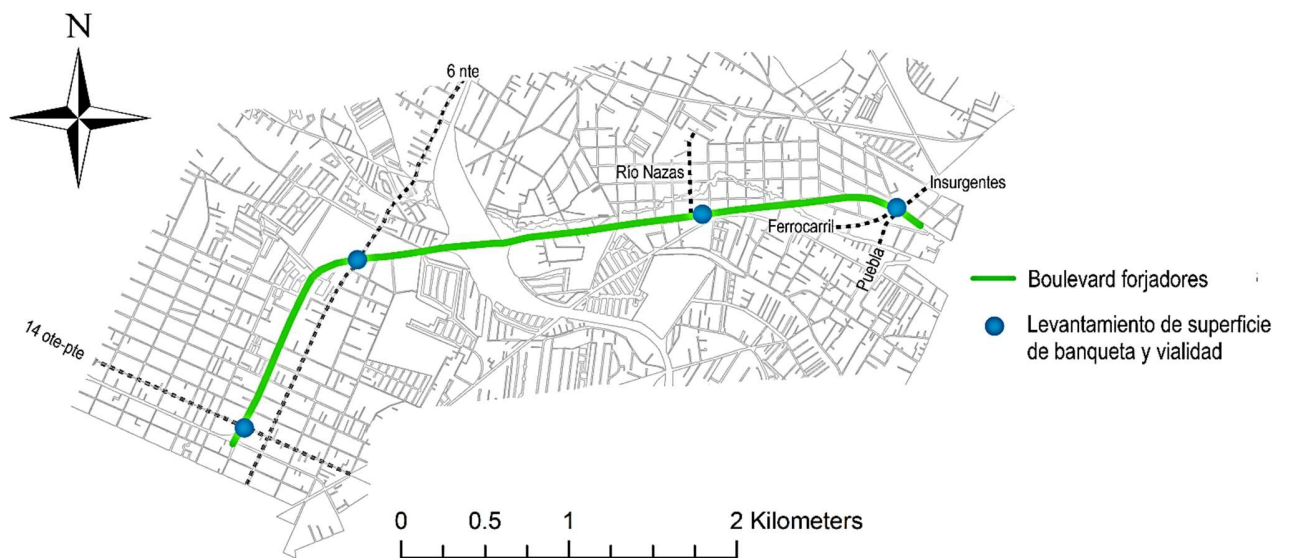 N
6 nte
Río Nazas
Insurgentes
Ferrocarril
Puebla
14 ote-pte
Boulevard forjadores
Levantamiento de superficie
de banqueta y vialidad
0 0.5 1 2 Kilometers